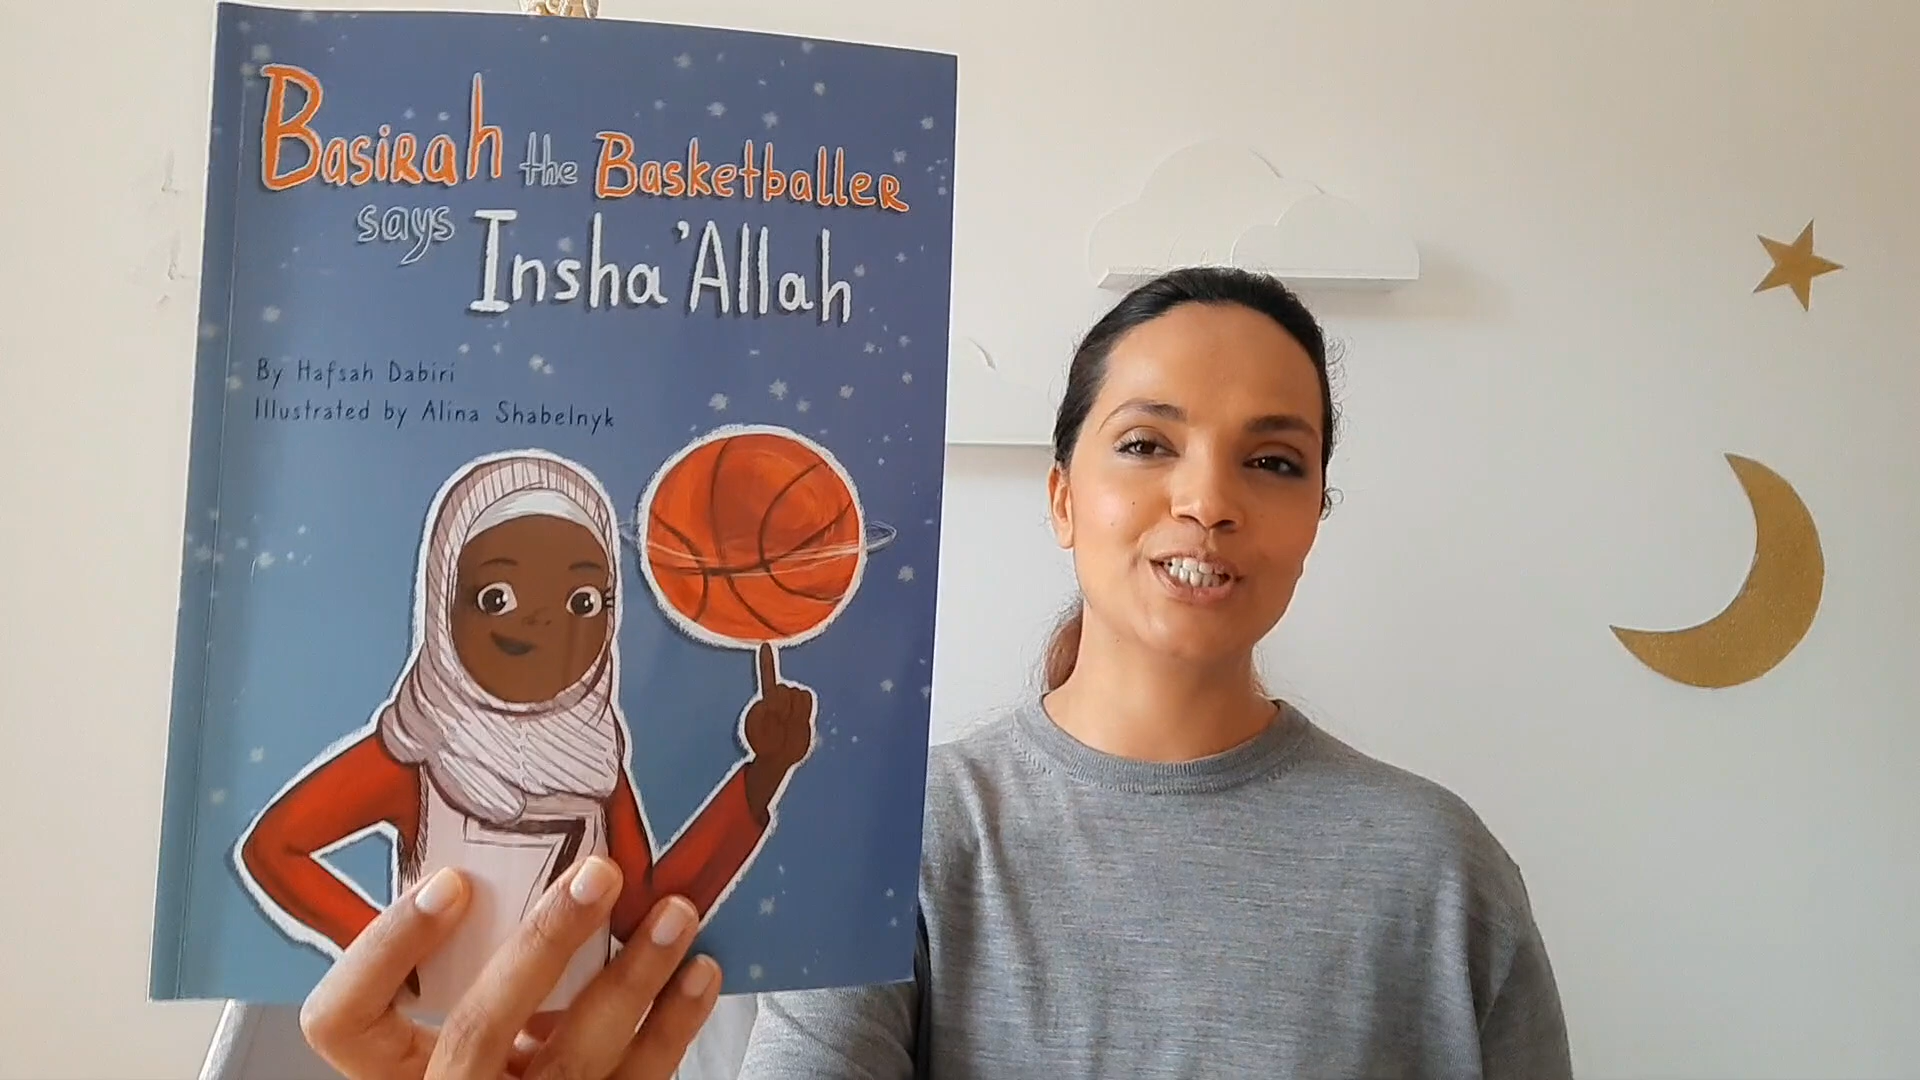 Basirah the Basketballer
says Insha'Allah
By Hafsah Dabiri
Illustrated by Alina Shabelnyk
7